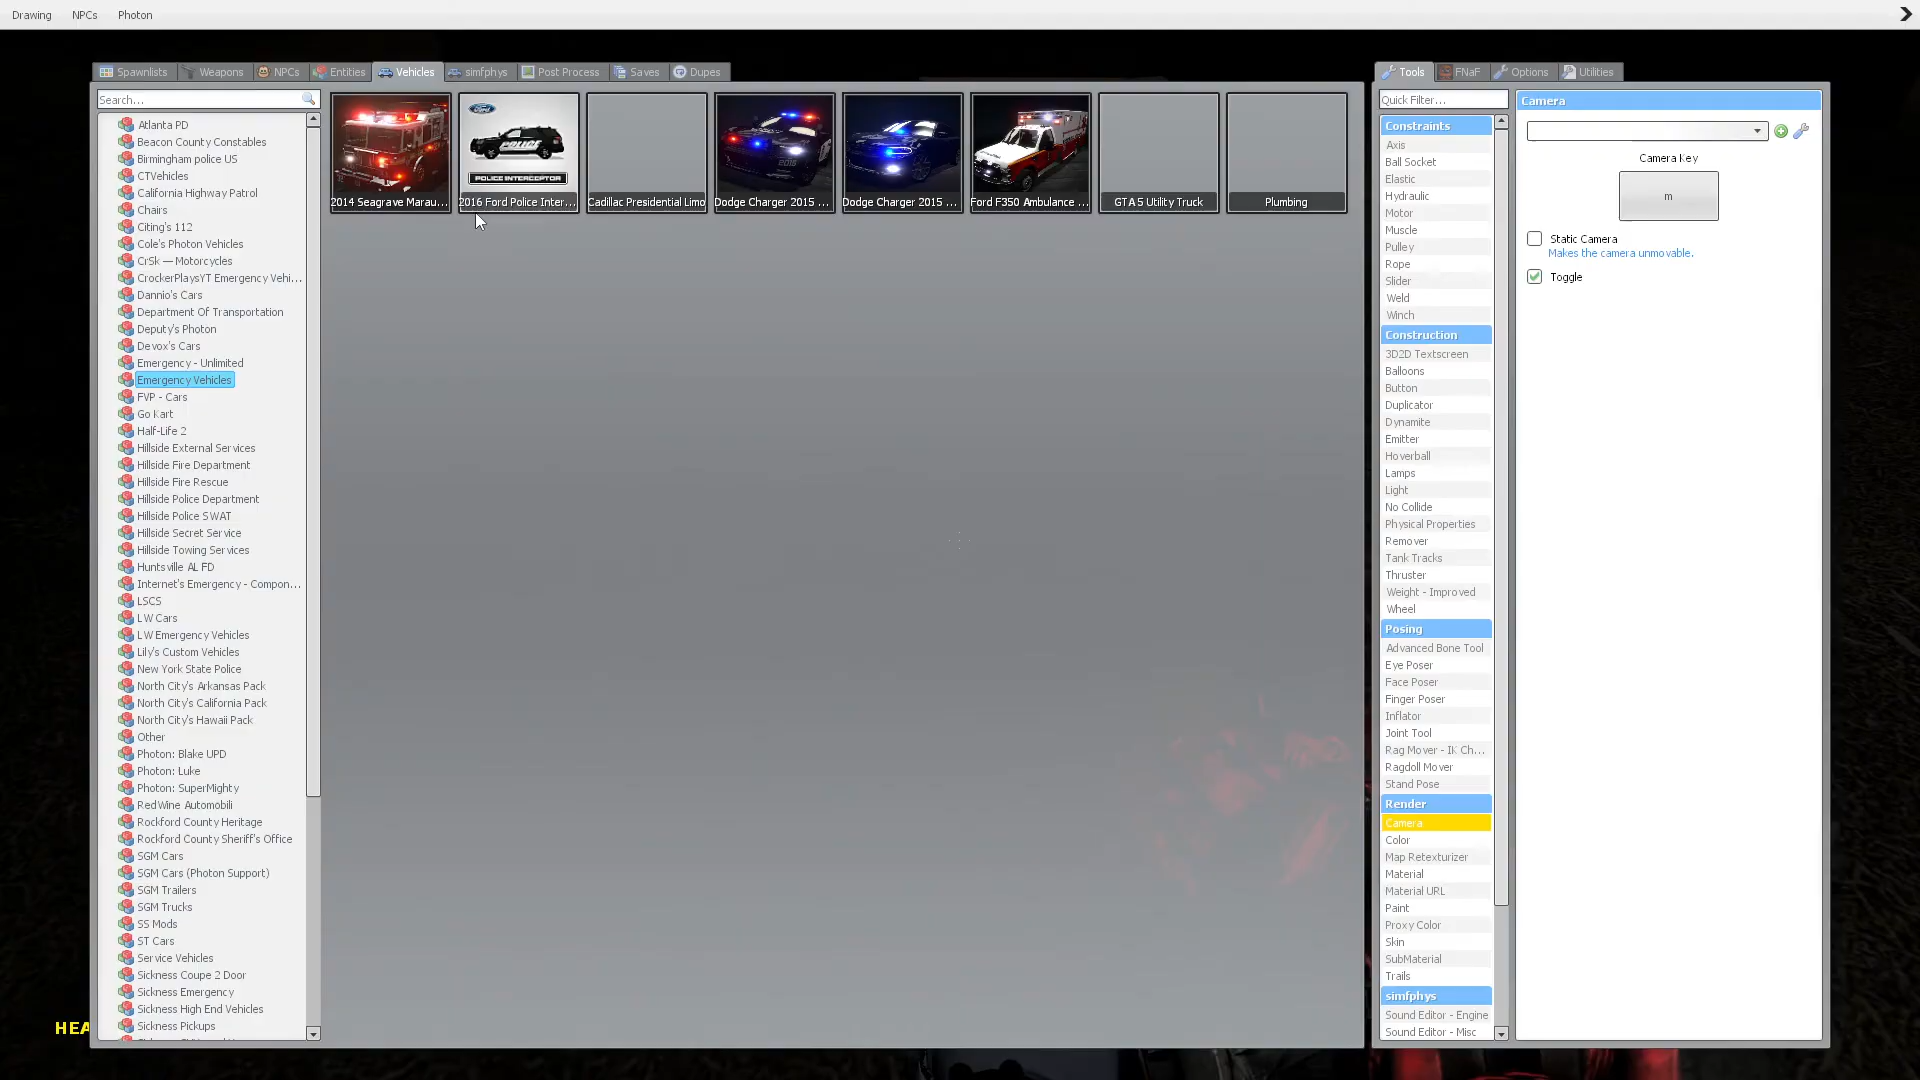 Drawing NPCs Photon
Spawnlists Weapons NPCs Entities Vehicles simfphys Post Process Saves Dupes
Search...
Atlanta PD
Beacon County Constables
Birmingham police US
CTVehicles
California Highway Patrol
Chairs
Citing's 112
Cole's Photon Vehicles
CrSk — Motorcycles
CrockerPlaysYT Emergency Vehi...
Dannio's Cars
Department Of Transportation
Deputy's Photon
Devox's Cars
Emergency - Unlimited
Emergency Vehicles
FVP - Cars
Go Kart
Half-Life 2
Hillside External Services
Hillside Fire Department
Hillside Fire Rescue
Hillside Police Department
Hillside Police SWAT
Hillside Secret Service
Hillside Towing Services
Huntsville AL FD
Internet's Emergency - Compon...
LSCS
LW Cars
LW Emergency Vehicles
Lily's Custom Vehicles
New York State Police
North City's Arkansas Pack
North City's California Pack
North City's Hawaii Pack
Other
Photon: Blake UPD
Photon: Luke
Photon: SuperMighty
RedWine Automobili
Rockford County Heritage
Rockford County Sheriff's Office
SGM Cars
SGM Cars (Photon Support)
SGM Trailers
SGM Trucks
SS Mods
ST Cars
Service Vehicles
Sickness Coupe 2 Door
Sickness Emergency
Sickness High End Vehicles
Sickness Pickups
HEA
Ford
POLICE
POLICE INTERCEPTOR
2015
2014 Seagrave Marau... 2016 Ford Police Inter... Cadillac Presidential Limo Dodge Charger 2015 ... Dodge Charger 2015 ... Ford F350 Ambulance ... GTA 5 Utility Truck Plumbing
Tools FNaF Options Utilities
Quick Filter...
Constraints
Axis
Ball Socket
Elastic
Hydraulic
Motor
Muscle
Pulley
Rope
Slider
Weld
Winch
Construction
3D2D Textscreen
Balloons
Button
Duplicator
Dynamite
Emitter
Hoverball
Lamps
Light
No Collide
Physical Properties
Remover
Tank Tracks
Thruster
Weight - Improved
Wheel
Posing
Advanced Bone Tool
Eye Poser
Face Poser
Finger Poser
Inflator
Joint Tool
Rag Mover - IK Ch...
Ragdoll Mover
Stand Pose
Render
Camera
Color
Map Retexturizer
Material
Material URL
Paint
Proxy Color
Skin
SubMaterial
Trails
simfphys
Sound Editor - Engine
Sound Editor - Misc
Camera
Camera Key
m
Static Camera
Makes the camera unmovable.
Toggle